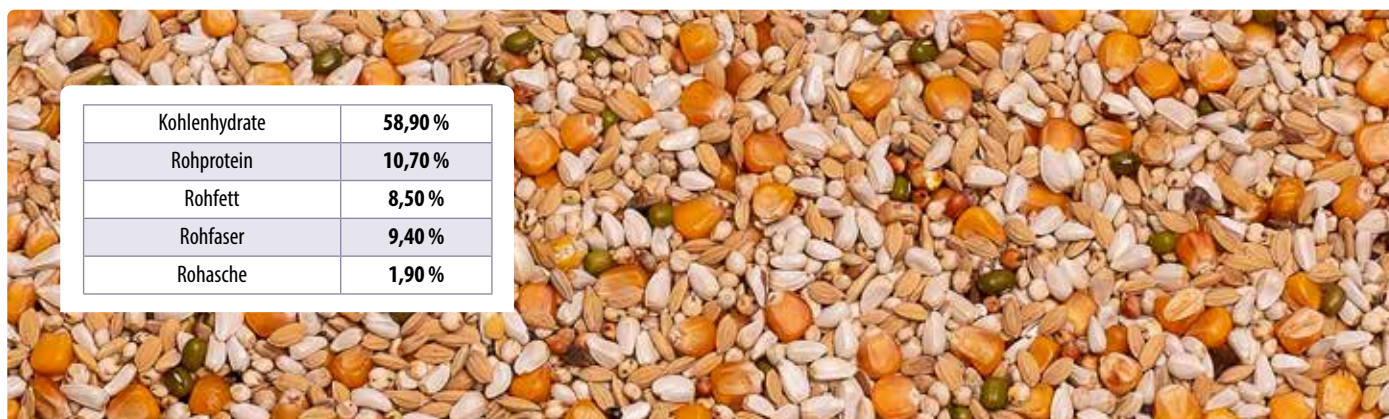 Kohlenhydrate 58,90 %
Rohprotein 10,70 %
Rohfett 8,50 %
Rohfaser 9,40 %
Rohasche 1,90 %